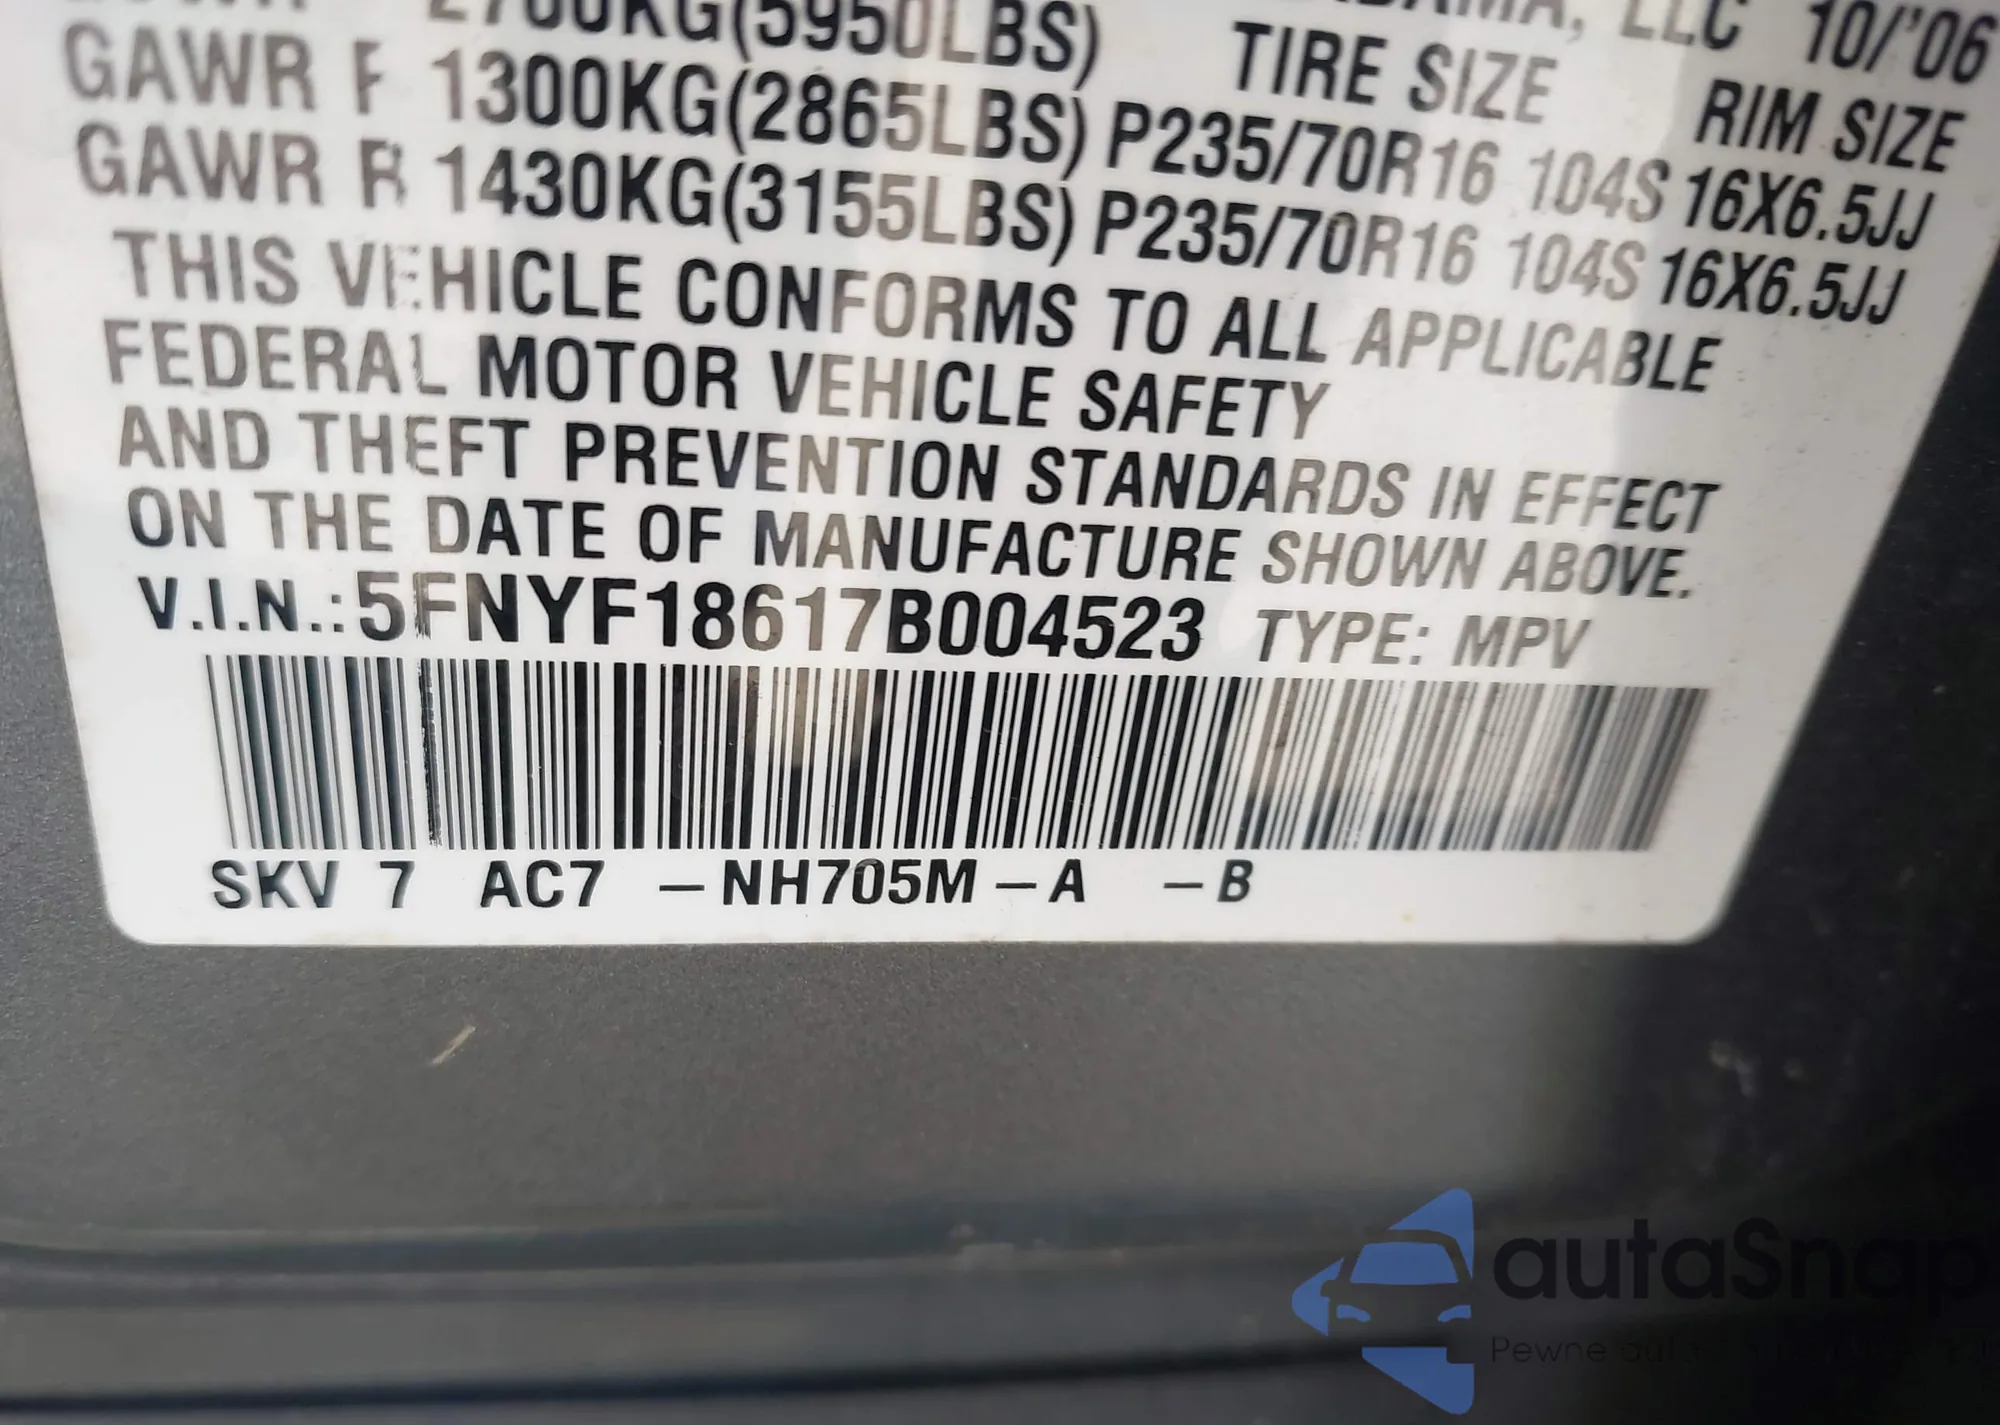 2700KG(5950LBS) LLC 10/'06
TIRE SIZE RIM SIZE
GAWR F 1300KG(2865LBS) P235/70R16 104S 16X6.5JJ
GAWR R 1430KG(3155LBS) P235/70R16 104S 16X6.5JJ
THIS VEHICLE CONFORMS TO ALL APPLICABLE
FEDERAL MOTOR VEHICLE SAFETY
AND THEFT PREVENTION STANDARDS IN EFFECT
ON THE DATE OF MANUFACTURE SHOWN ABOVE.
V.I.N.:5FNYF18617B004523 TYPE: MPV
SKV 7 AC7 –NH705M–A –B
autaSnap
Pewne